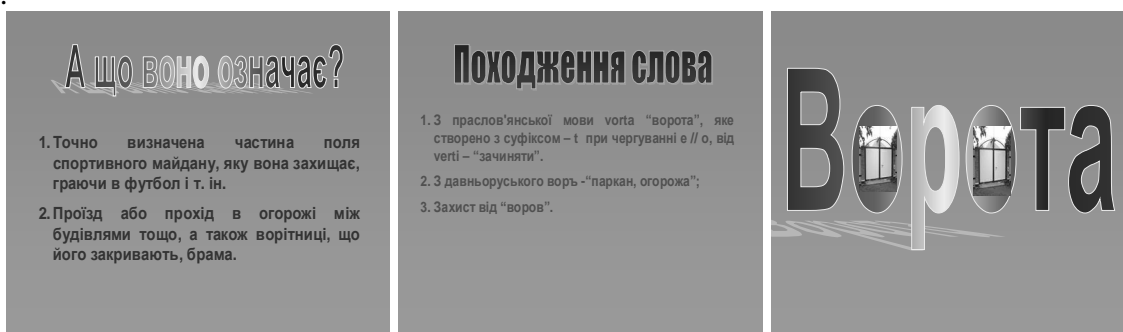 А що воно означає?
1. Точно визначена частина поля
спортивного майдану, яку вона захищає,
граючи в футбол і т. ін.
2. Проїзд або прохід в огорожі між
будівлями тощо, а також ворітниці, що
його закривають, брама.
Походження слова
1. З праслов'янської мови vorta “ворота”, яке
створено з суфіксом – t при чергуванні е // о, від
verti – “зачиняти”.
2. З давньоруського воръ -“паркан, огорожа”;
3. Захист від “воров”.
Ворота